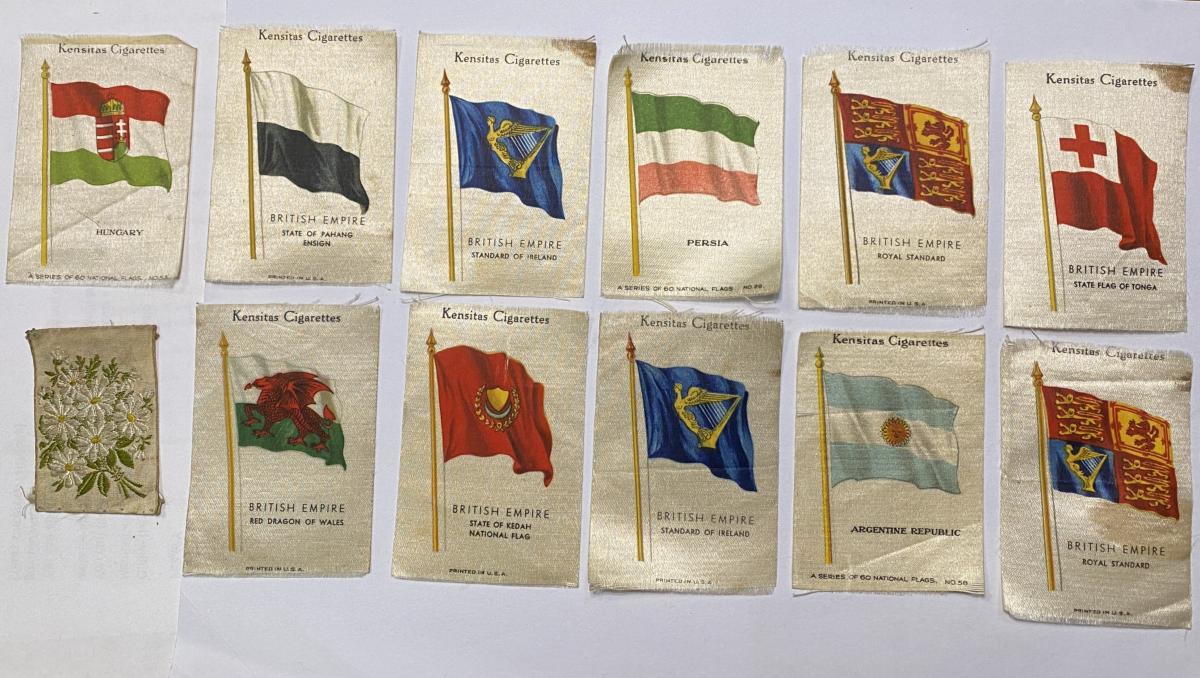 Kensitas Cigarettes
HUNGARY
A SERIES OF 60 NATIONAL FLAGS.
Kensitas Cigarettes
BRITISH EMPIRE
STATE OF PAHANG
ENSIGN
PRINTED IN U.S.A.
Kensitas Cigarettes
BRITISH EMPIRE
STANDARD OF IRELAND
Kensitas Cigarettes
PERSIA
A SERIES OF 60 NATIONAL FLAGS
Kensitas Cigarettes
BRITISH EMPIRE
ROYAL STANDARD
PRINTED IN U.S.A.
Kensitas Cigarettes
BRITISH EMPIRE
STATE FLAG OF TONGA
Kensitas Cigarettes
BRITISH EMPIRE
RED DRAGON OF WALES
PRINTED IN U.S.A.
Kensitas Cigarettes
BRITISH EMPIRE
STATE OF KEDAH
NATIONAL FLAG
PRINTED IN U.S.A.
Kensitas Cigarettes
BRITISH EMPIRE
STANDARD OF IRELAND
PRINTED IN U.S.A.
Kensitas Cigarettes
ARGENTINE REPUBLIC
A SERIES OF 60 NATIONAL FLAGS. NO.58
Kensitas Cigarettes
BRITISH EMPIRE
ROYAL STANDARD
PRINTED IN U.S.A.